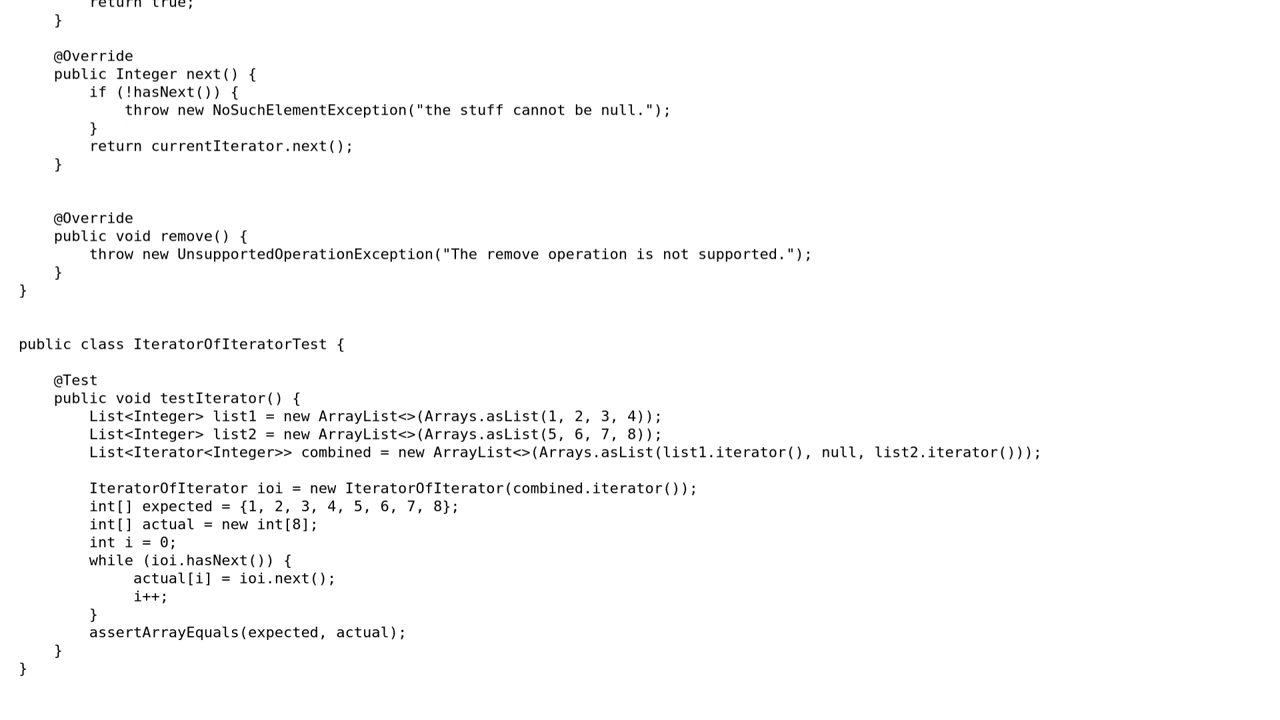 return true;
    }

    @Override
    public Integer next() {
        if (!hasNext()) {
            throw new NoSuchElementException("the stuff cannot be null.");
        }
        return currentIterator.next();
    }


    @Override
    public void remove() {
        throw new UnsupportedOperationException("The remove operation is not supported.");
    }
}


public class IteratorOfIteratorTest {

    @Test
    public void testIterator() {
        List<Integer> list1 = new ArrayList<>(Arrays.asList(1, 2, 3, 4));
        List<Integer> list2 = new ArrayList<>(Arrays.asList(5, 6, 7, 8));
        List<Iterator<Integer>> combined = new ArrayList<>(Arrays.asList(list1.iterator(), null, list2.iterator()));

        IteratorOfIterator ioi = new IteratorOfIterator(combined.iterator());
        int[] expected = {1, 2, 3, 4, 5, 6, 7, 8};
        int[] actual = new int[8];
        int i = 0;
        while (ioi.hasNext()) {
             actual[i] = ioi.next();
             i++;
        }
        assertArrayEquals(expected, actual);
    }
}